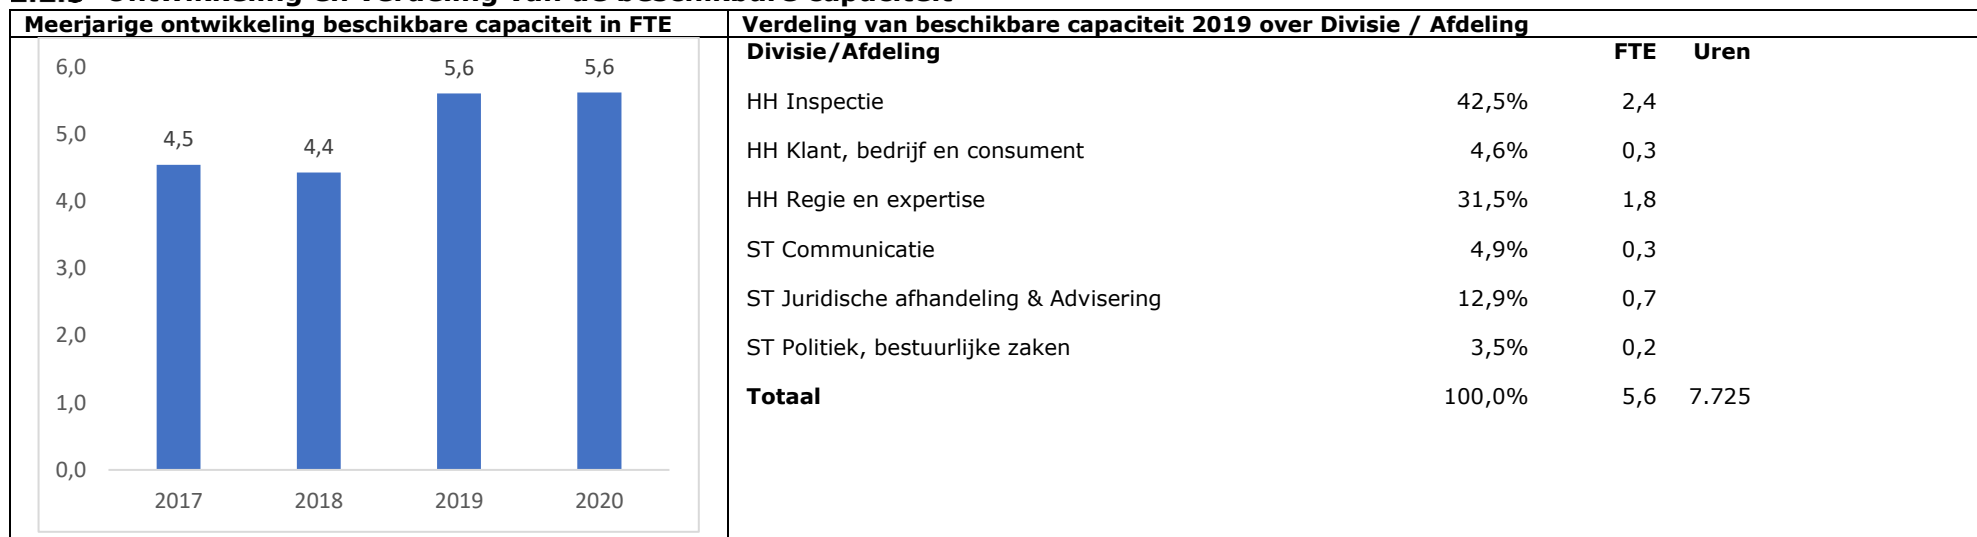 Meerjarige ontwikkeling beschikbare capaciteit in FTE
6,0
5,0
4,0
3,0
2,0
1,0
0,0
4,5
4,4
5,6
5,6
2017 2018 2019 2020
Verdeling van beschikbare capaciteit 2019 over Divisie / Afdeling
Divisie/Afdeling FTE Uren
HH Inspectie 42,5% 2,4
HH Klant, bedrijf en consument 4,6% 0,3
HH Regie en expertise 31,5% 1,8
ST Communicatie 4,9% 0,3
ST Juridische afhandeling & Advisering 12,9% 0,7
ST Politiek, bestuurlijke zaken 3,5% 0,2
Totaal 100,0% 5,6 7.725